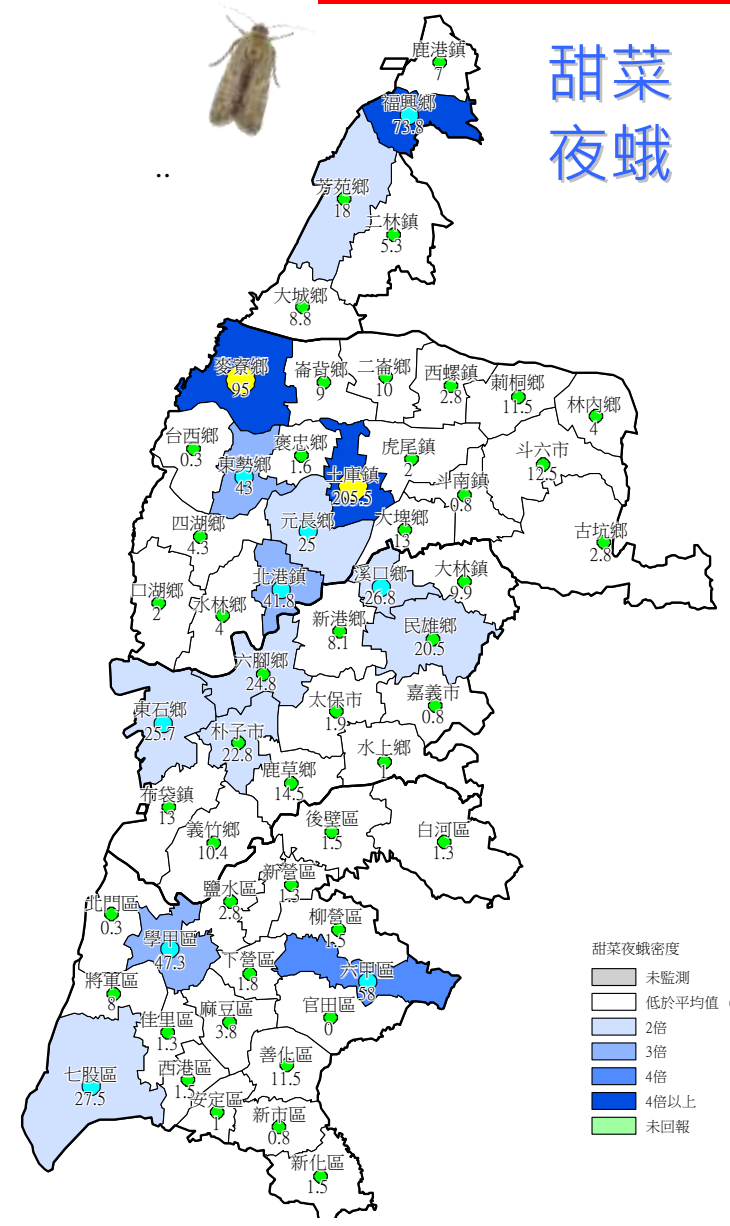 甜菜
夜蛾
..
鹿港鎮
7
福興鄉
73.8
芳苑鄉
18
二林鎮
5.3
大城鄉
8.8
麥寮鄉
95
崙背鄉
9
二崙鄉
10
西螺鎮
2.8
莿桐鄉
11.5
林內鄉
4
台西鄉
0.3
東勢鄉
43
褒忠鄉
1.6
土庫鎮
205.5
虎尾鎮
2
斗南鎮
0.8
斗六市
12.5
四湖鄉
4.3
元長鄉
25
大埤鄉
13
古坑鄉
2.8
口湖鄉
2
水林鄉
4
北港鎮
41.8
溪口鄉
26.8
大林鎮
9.9
新港鄉
8.1
民雄鄉
20.5
六腳鄉
24.8
東石鄉
25.7
朴子市
22.8
太保市
1.9
嘉義市
0.8
水上鄉
1
鹿草鄉
14.5
布袋鎮
13
義竹鄉
10.4
後壁區
1.5
白河區
1.3
新營區
1.3
鹽水區
2.8
北門區
0.3
學甲區
47.3
柳營區
1.5
下營區
1.8
六甲區
58
將軍區
8
佳里區
1.3
麻豆區
3.8
官田區
0
七股區
27.5
西港區
1.5
善化區
11.5
安定區
1
新市區
0.8
新化區
1.5
甜菜夜蛾密度
未監測
低於平均值（
2倍
3倍
4倍
4倍以上
未回報